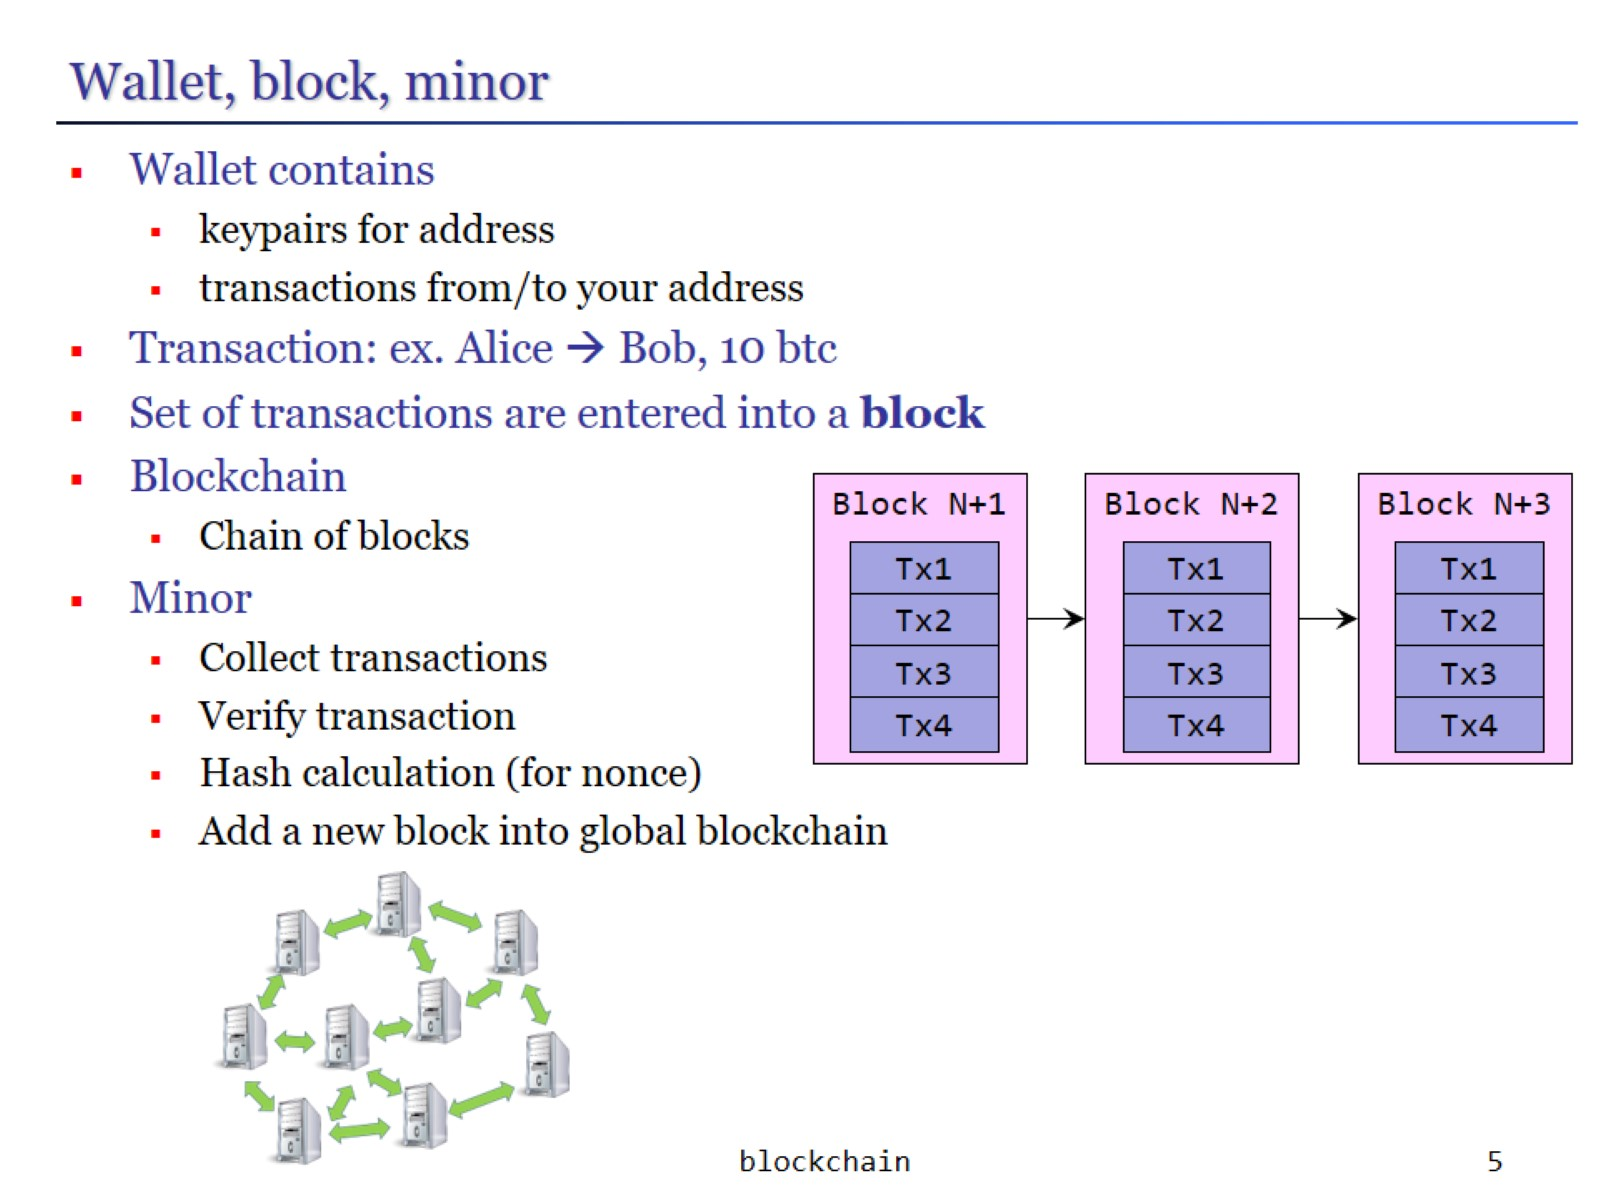 Wallet, block, minor
▪ Wallet contains
▪ keypairs for address
▪ transactions from/to your address
▪ Transaction: ex. Alice → Bob, 10 btc
▪ Set of transactions are entered into a block
▪ Blockchain
▪ Chain of blocks
▪ Minor
▪ Collect transactions
▪ Verify transaction
▪ Hash calculation (for nonce)
▪ Add a new block into global blockchain
Block N+1
Tx1
Tx2
Tx3
Tx4
Block N+2
Tx1
Tx2
Tx3
Tx4
Block N+3
Tx1
Tx2
Tx3
Tx4
blockchain
5